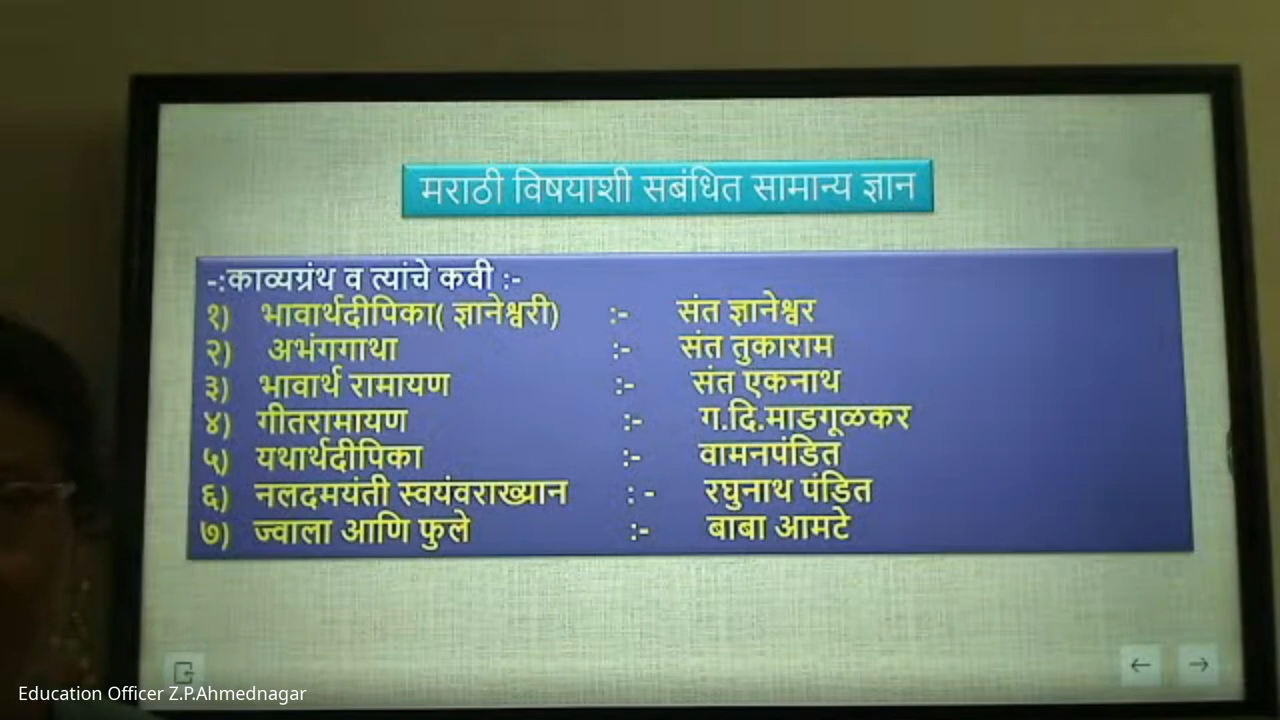 मराठी विषयाशी सबंधित सामान्य ज्ञान
-:काव्यग्रंथ व त्यांचे कवी :-
१) भावार्थदीपिका( ज्ञानेश्वरी) :- संत ज्ञानेश्वर
२) अभंगगाथा :- संत तुकाराम
३) भावार्थ रामायण :- संत एकनाथ
४) गीतरामायण :- ग.दि.माडगूळकर
५) यथार्थदीपिका :- वामनपंडित
६) नलदमयंती स्वयंवराख्यान : - रघुनाथ पंडित
७) ज्वाला आणि फुले :- बाबा आमटे
Education Officer Z.P.Ahmednagar